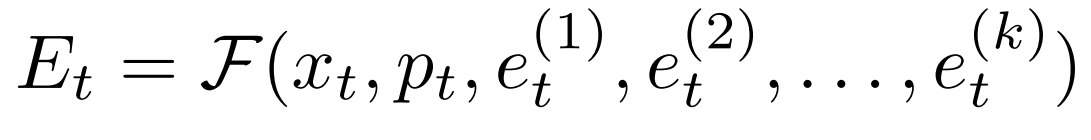 $E_t = \mathcal{F}(x_t, p_t, e_t^{(1)}, e_t^{(2)}, \ldots, e_t^{(k)})$